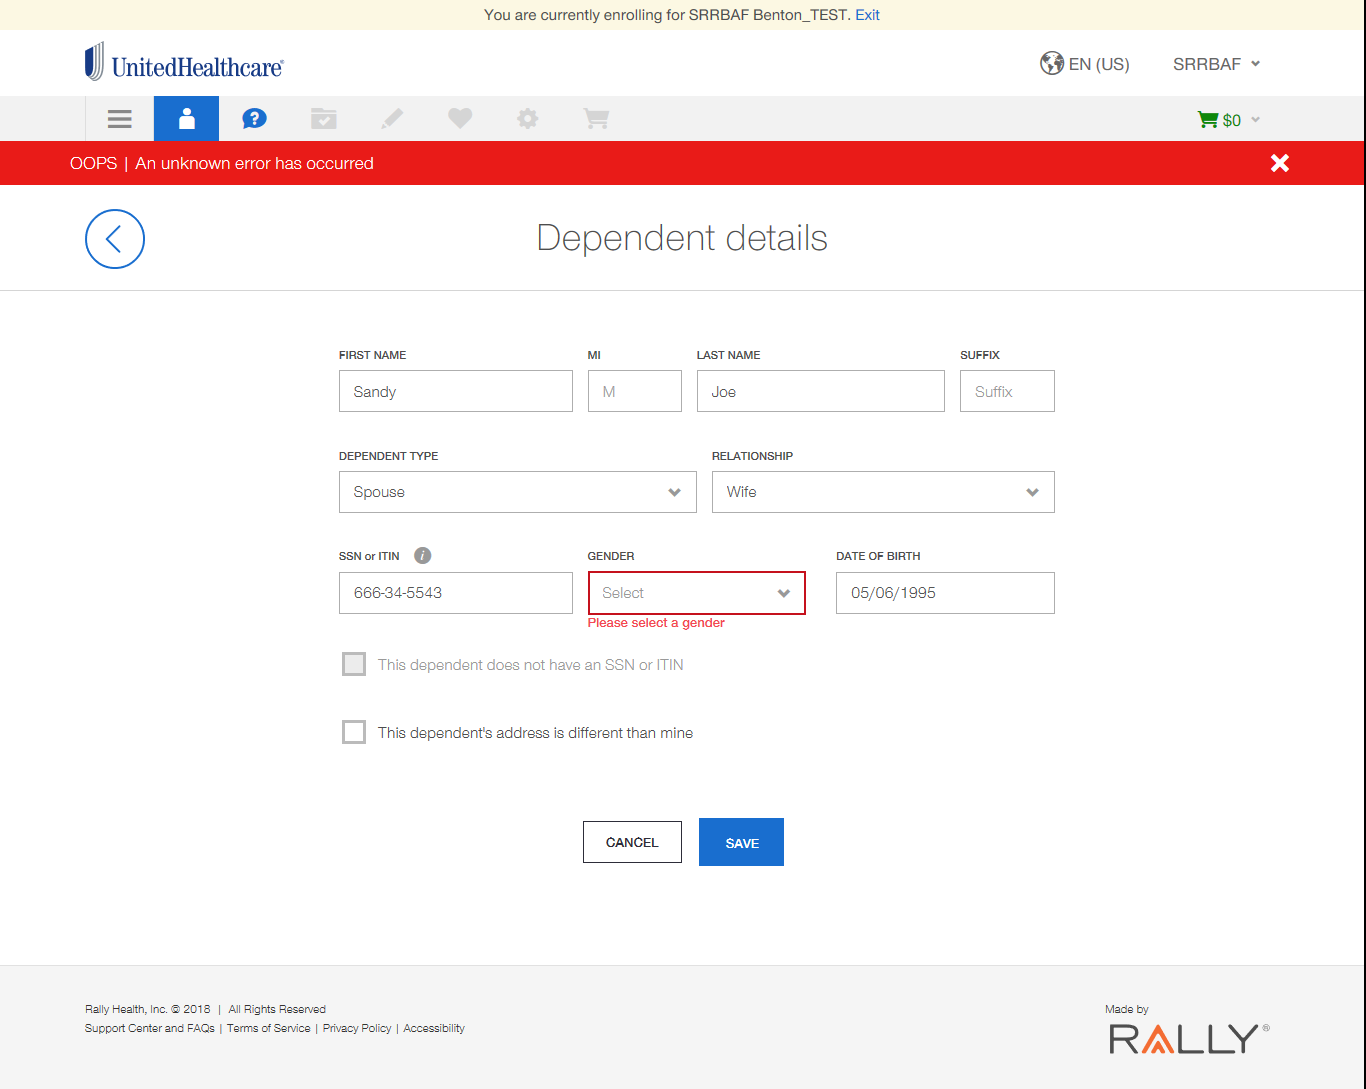 You are currently enrolling for SRRBAF Benton_TEST. Exit
UnitedHealthcare®
EN (US)
SRRBAF
?
$0
OOPS | An unknown error has occurred
Dependent details
FIRST NAME
MI
LAST NAME
SUFFIX
Sandy
M
Joe
Suffix
DEPENDENT TYPE
RELATIONSHIP
Spouse
Wife
SSN or ITIN
i
GENDER
DATE OF BIRTH
666-34-5543
Select
05/06/1995
Please select a gender
This dependent does not have an SSN or ITIN
This dependent's address is different than mine
CANCEL
SAVE
Rally Health, Inc. © 2018 | All Rights Reserved
Support Center and FAQs | Terms of Service | Privacy Policy | Accessibility
Made by
RALLY®